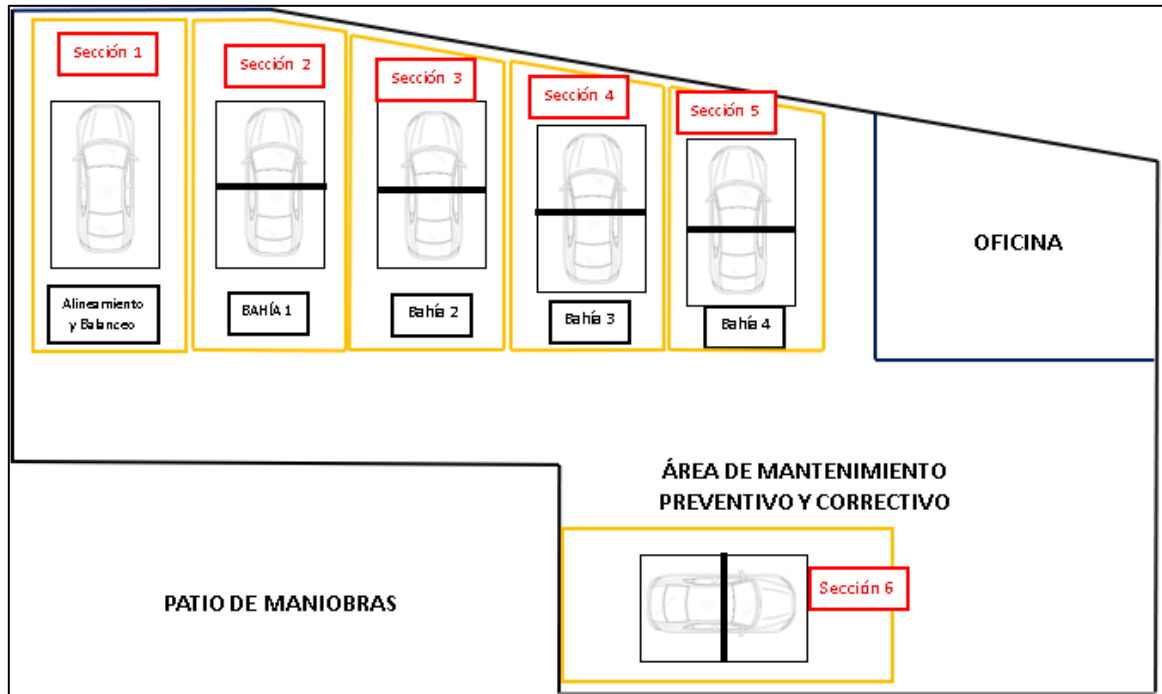 Sección 1
Sección 2
Sección 3
Sección 4
Sección 5
Alineamiento
y Balanceo
BAHÍA 1
Bahía 2
Bahía 3
Bahía 4
OFICINA
ÁREA DE MANTENIMIENTO
PREVENTIVO Y CORRECTIVO
PATIO DE MANIOBRAS
Sección 6